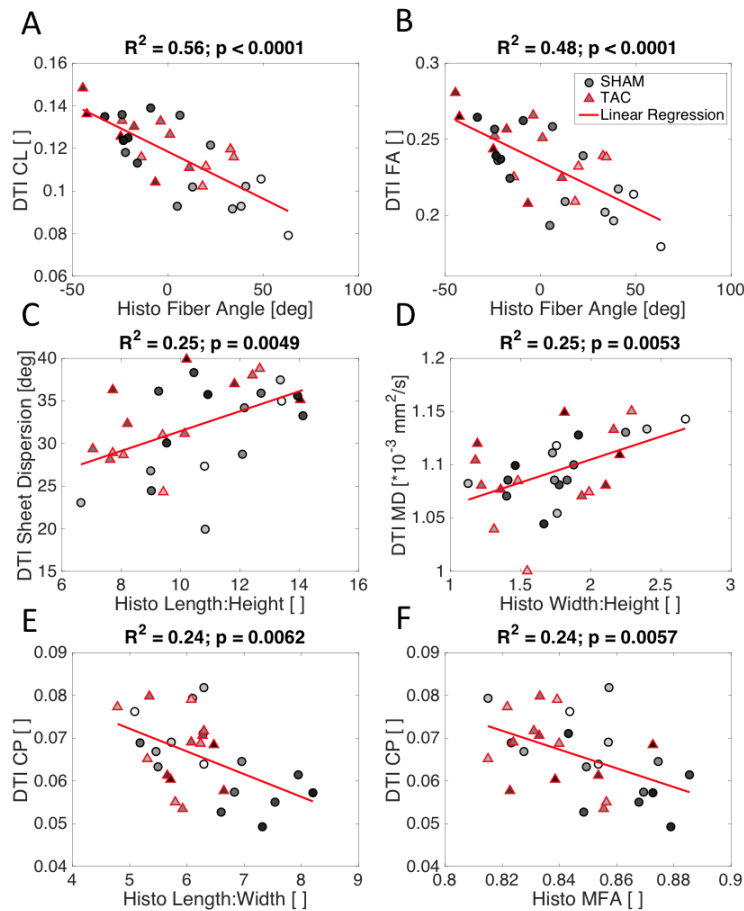 A
R² = 0.56; p < 0.0001
DTI CL
0.16
0.14
0.12
0.1
0.08
0.06
-50
0
50
100
Histo Fiber Angle [deg]
B
R² = 0.48; p < 0.0001
DTI FA
0.3
0.25
0.2
SHAM
TAC
Linear Regression
-50
0
50
100
Histo Fiber Angle [deg]
C
R² = 0.25; p = 0.0049
DTI Sheet Dispersion [deg]
40
35
30
25
20
15
6
8
10
12
14
16
Histo Length:Height [ ]
D
R² = 0.25; p = 0.0053
DTI MD [*10⁻³ mm²/s]
1.2
1.15
1.1
1.05
1
1
1.5
2
2.5
3
Histo Width:Height [ ]
E
R² = 0.24; p = 0.0062
DTI CP [ ]
0.09
0.08
0.07
0.06
0.05
0.04
4
5
6
7
8
9
Histo Length:Width [ ]
F
R² = 0.24; p = 0.0057
DTI CP [ ]
0.09
0.08
0.07
0.06
0.05
0.04
0.82
0.84
0.86
0.88
0.9
Histo MFA [ ]